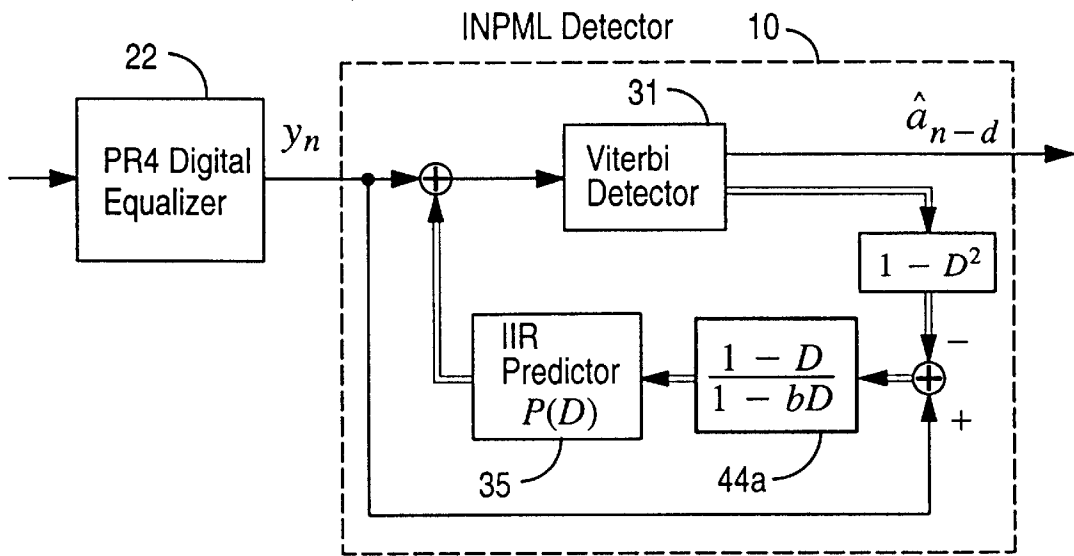 INPML Detector
10
22
31
PR4 Digital
Equalizer
y_n
+
Viterbi
Detector
â_{n−d}
1 − D²
−
+
+
IIR
Predictor
P(D)
1 − D
1 − bD
35
44a